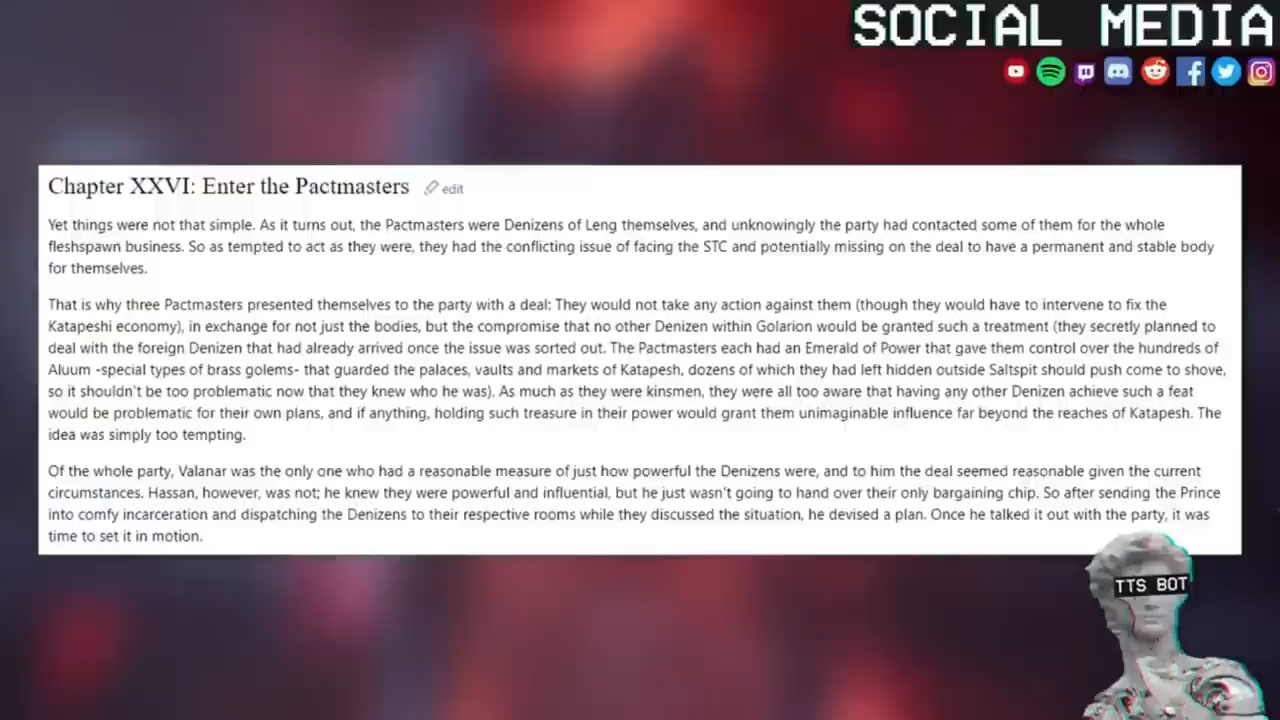 SOCIAL MEDIA
Chapter XXVI: Enter the Pactmasters edit
Yet things were not that simple. As it turns out, the Pactmasters were Denizens of Leng themselves, and unknowingly the party had contacted some of them for the whole
fleshspawn business. So as tempted to act as they were, they had the conflicting issue of facing the STC and potentially missing on the deal to have a permanent and stable body
for themselves.
That is why three Pactmasters presented themselves to the party with a deal: They would not take any action against them (though they would have to intervene to fix the
Katapeshi economy), in exchange for not just the bodies, but the compromise that no other Denizen within Golarion would be granted such a treatment (they secretly planned to
deal with the foreign Denizen that had already arrived once the issue was sorted out. The Pactmasters each had an Emerald of Power that gave them control over the hundreds of
Aluum -special types of brass golems- that guarded the palaces, vaults and markets of Katapesh, dozens of which they had left hidden outside Saltspit should push come to shove,
so it shouldn't be too problematic now that they knew who he was). As much as they were kinsmen, they were all too aware that having any other Denizen achieve such a feat
would be problematic for their own plans, and if anything, holding such treasure in their power would grant them unimaginable influence far beyond the reaches of Katapesh. The
idea was simply too tempting.
Of the whole party, Valanar was the only one who had a reasonable measure of just how powerful the Denizens were, and to him the deal seemed reasonable given the current
circumstances. Hassan, however, was not; he knew they were powerful and influential, but he just wasn't going to hand over their only bargaining chip. So after sending the Prince
into comfy incarceration and dispatching the Denizens to their respective rooms while they discussed the situation, he devised a plan. Once he talked it out with the party, it was
time to set it in motion.
TTS BOT